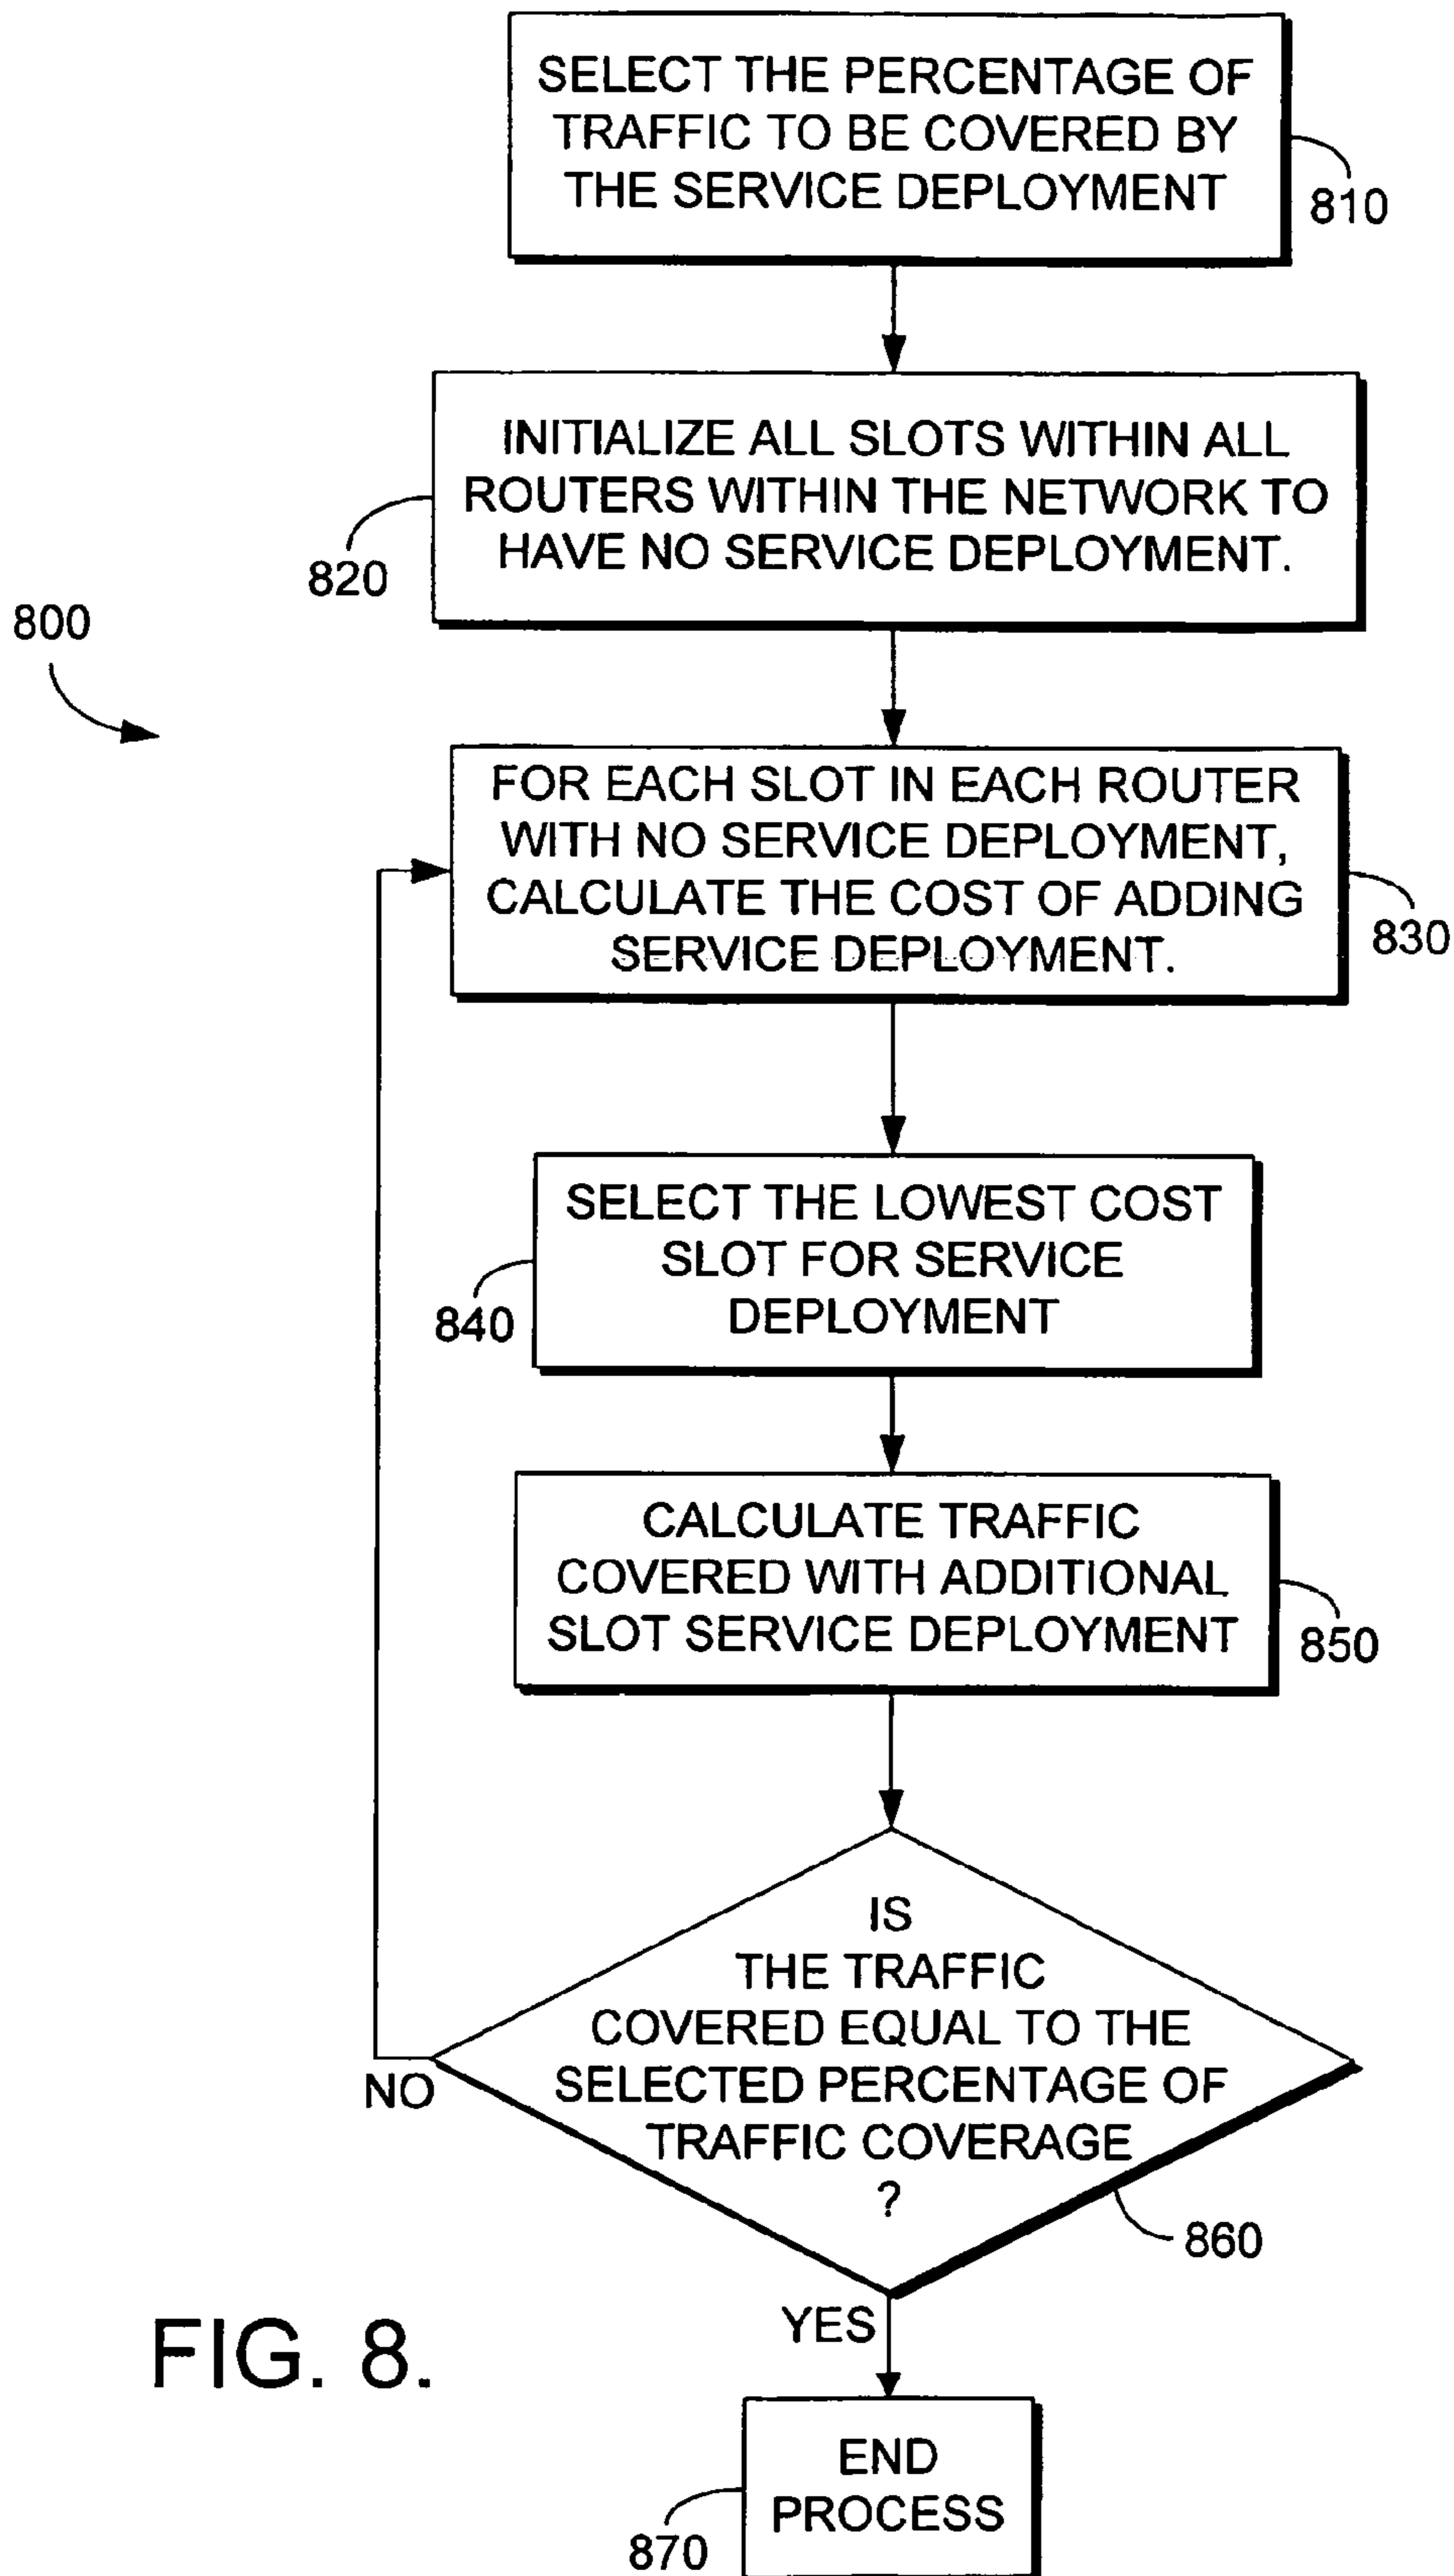 SELECT THE PERCENTAGE OF
TRAFFIC TO BE COVERED BY
THE SERVICE DEPLOYMENT
810
INITIALIZE ALL SLOTS WITHIN ALL
ROUTERS WITHIN THE NETWORK TO
HAVE NO SERVICE DEPLOYMENT.
820
800
FOR EACH SLOT IN EACH ROUTER
WITH NO SERVICE DEPLOYMENT,
CALCULATE THE COST OF ADDING
SERVICE DEPLOYMENT.
830
SELECT THE LOWEST COST
SLOT FOR SERVICE
DEPLOYMENT
840
CALCULATE TRAFFIC
COVERED WITH ADDITIONAL
SLOT SERVICE DEPLOYMENT
850
IS
THE TRAFFIC
COVERED EQUAL TO THE
SELECTED PERCENTAGE OF
TRAFFIC COVERAGE
?
NO
860
YES
FIG. 8.
END
PROCESS
870